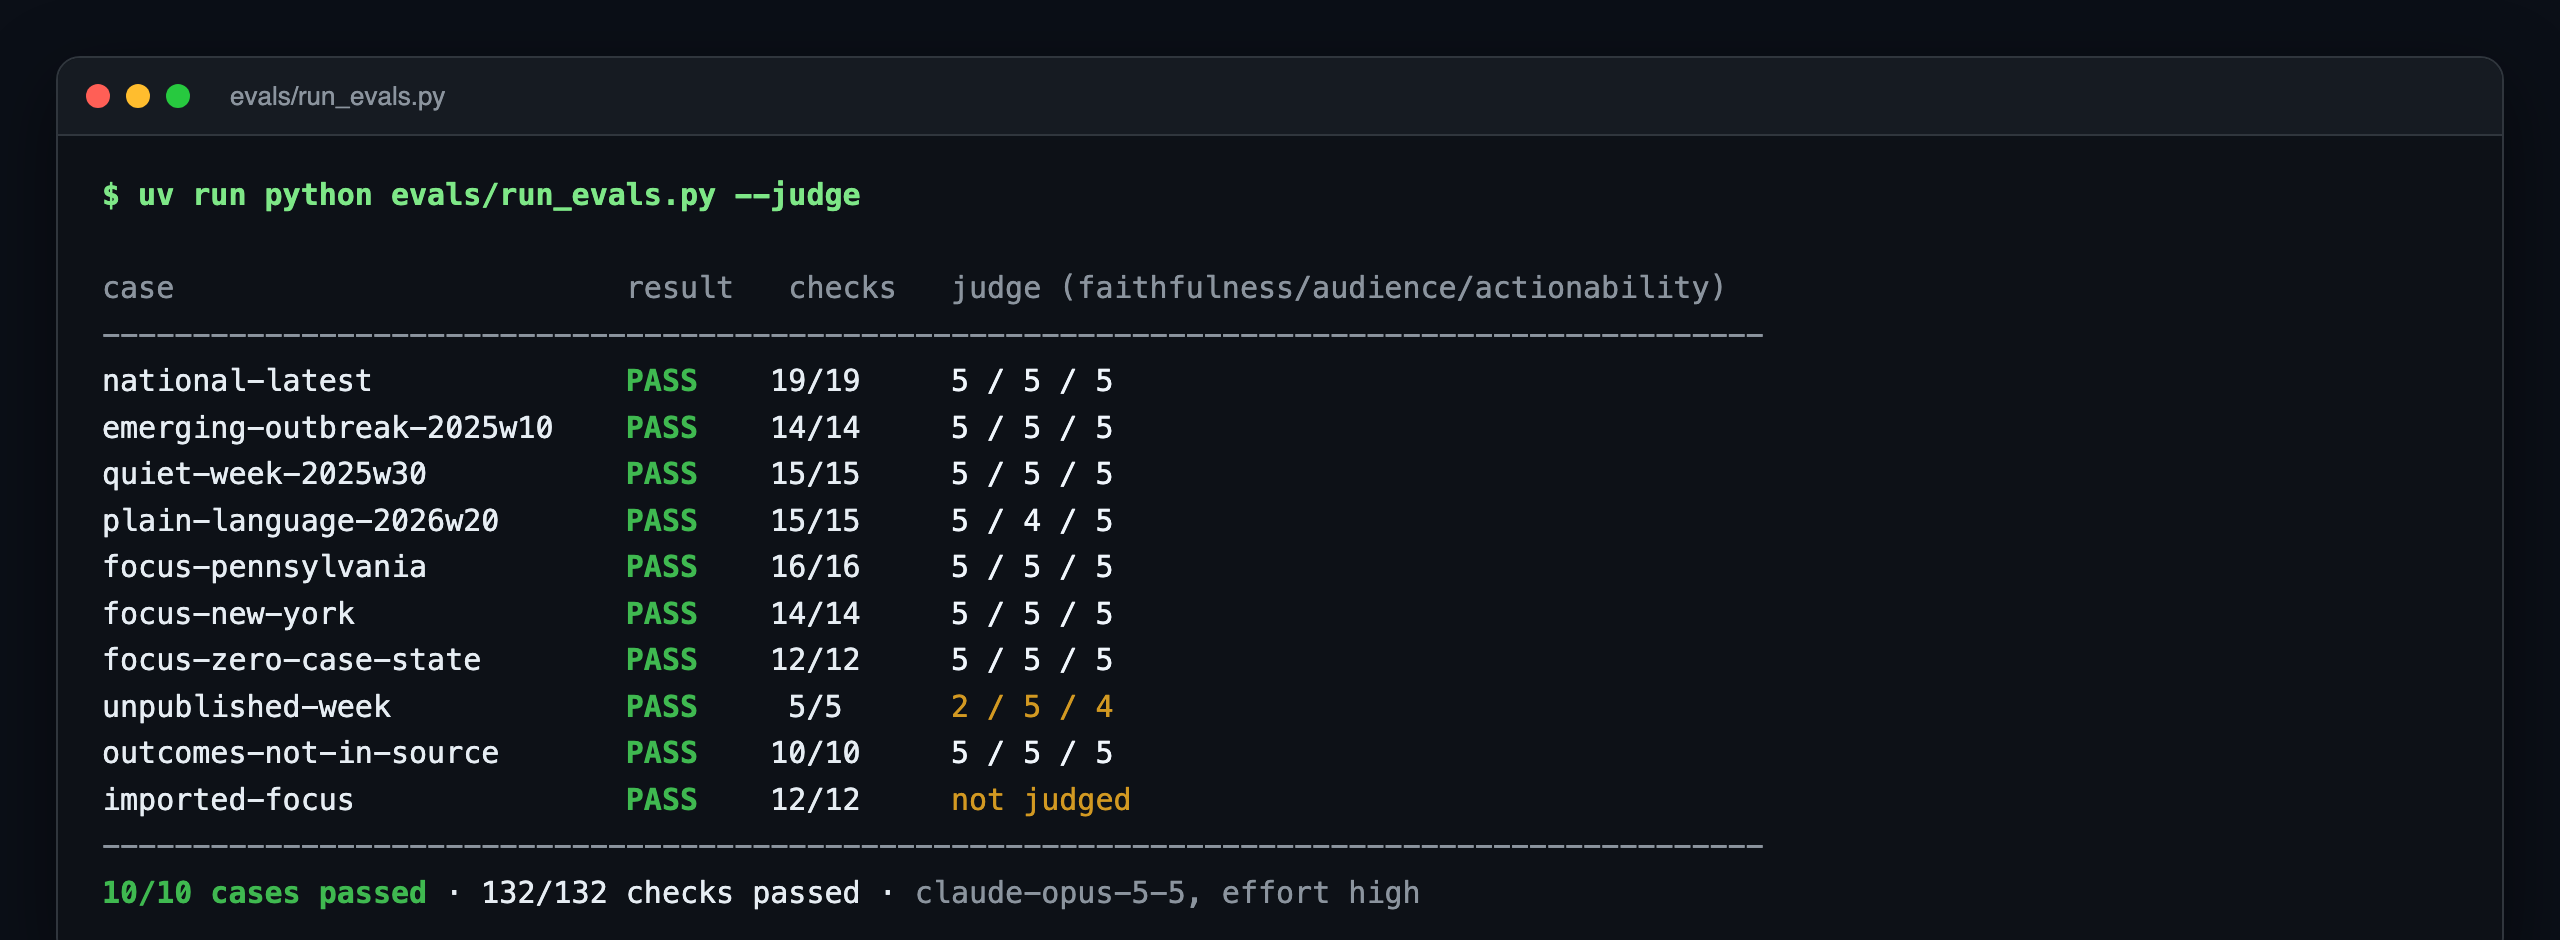 evals/run_evals.py
$ uv run python evals/run_evals.py --judge
case result checks judge (faithfulness/audience/actionability)
national-latest PASS 19/19 5 / 5 / 5
emerging-outbreak-2025w10 PASS 14/14 5 / 5 / 5
quiet-week-2025w30 PASS 15/15 5 / 5 / 5
plain-language-2026w20 PASS 15/15 5 / 4 / 5
focus-pennsylvania PASS 16/16 5 / 5 / 5
focus-new-york PASS 14/14 5 / 5 / 5
focus-zero-case-state PASS 12/12 5 / 5 / 5
unpublished-week PASS 5/5 2 / 5 / 4
outcomes-not-in-source PASS 10/10 5 / 5 / 5
imported-focus PASS 12/12 not judged
10/10 cases passed · 132/132 checks passed · claude-opus-5-5, effort high